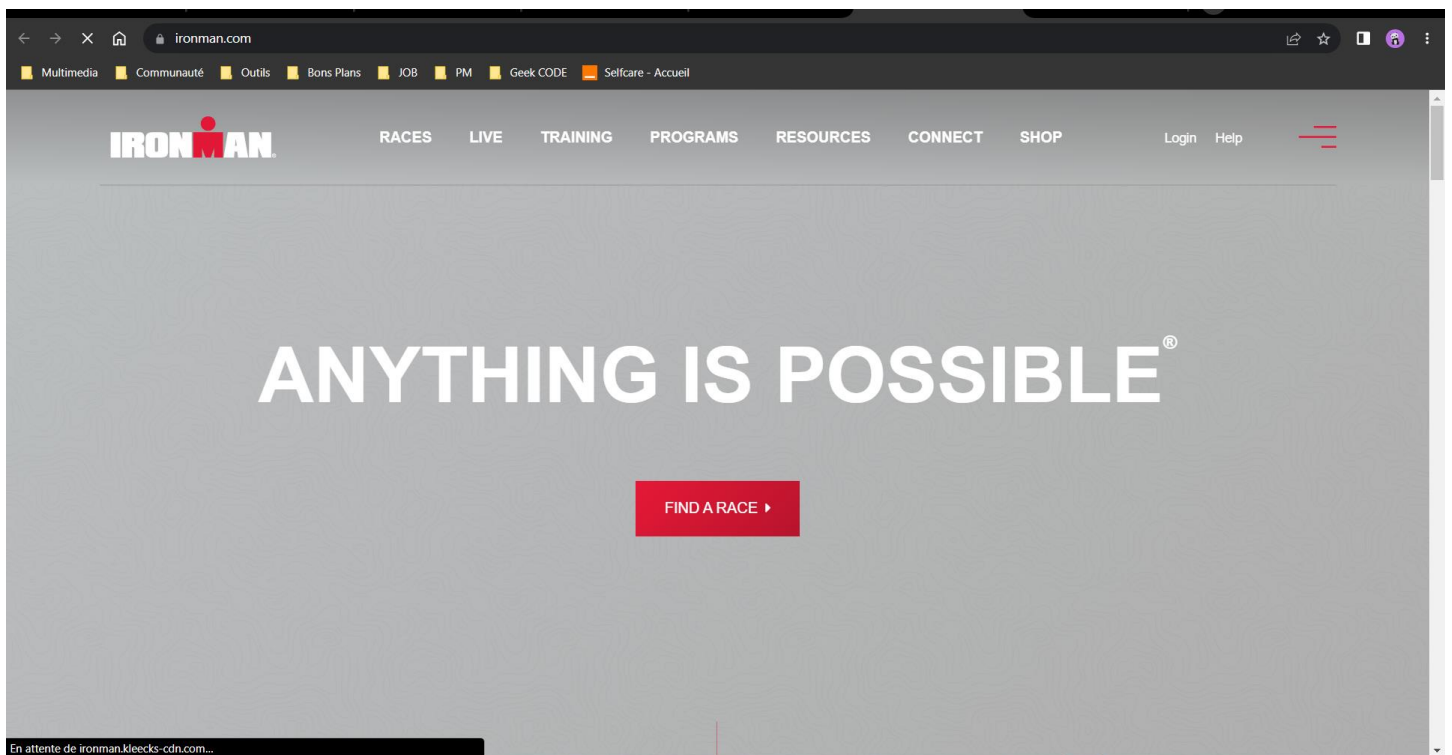 ironman.com
Multimedia Communauté Outils Bons Plans JOB PM Geek CODE Selfcare - Accueil
IRONMAN® RACES LIVE TRAINING PROGRAMS RESOURCES CONNECT SHOP Login Help
ANYTHING IS POSSIBLE®
FIND A RACE
En attente de ironman.kleecks-cdn.com...